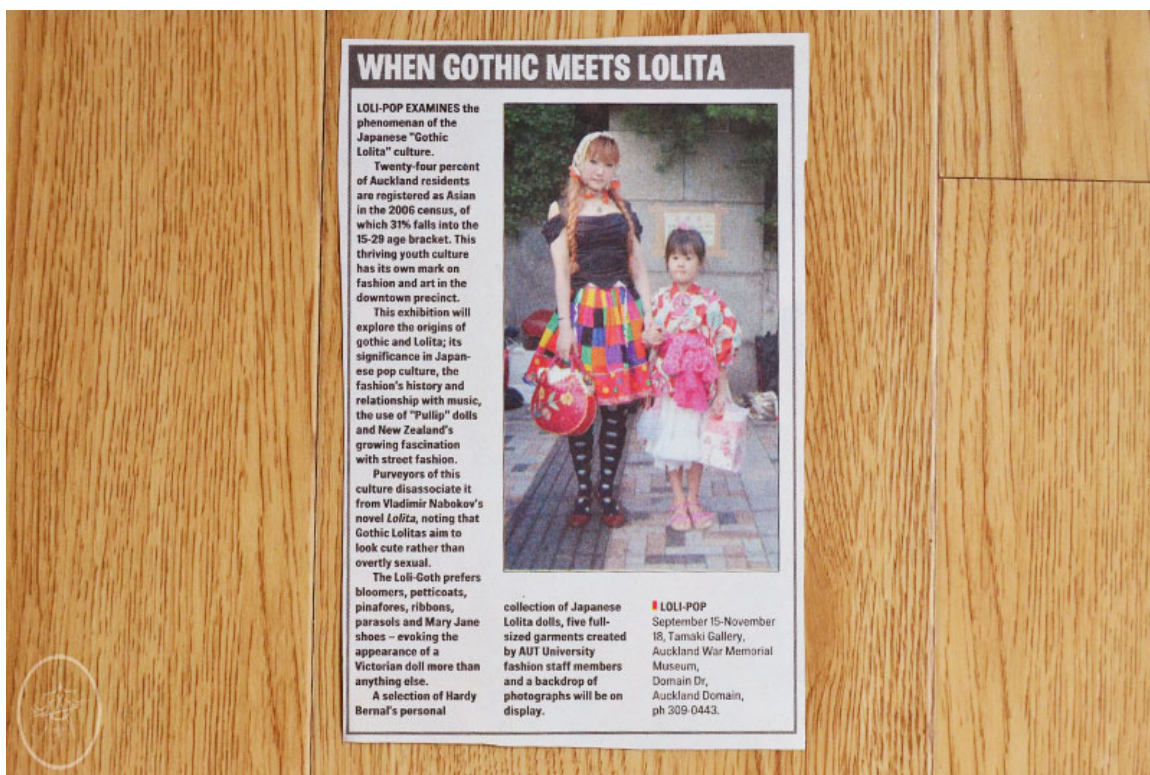 WHEN GOTHIC MEETS LOLITA
LOLI-POP EXAMINES the
phenomenan of the
Japanese "Gothic
Lolita" culture.
Twenty-four percent
of Auckland residents
are registered as Asian
in the 2006 census, of
which 31% falls into the
15-29 age bracket. This
thriving youth culture
has its own mark on
fashion and art in the
downtown precinct.
This exhibition will
explore the origins of
gothic and Lolita; its
significance in Japan-
ese pop culture, the
fashion's history and
relationship with music,
the use of "Pullip" dolls
and New Zealand's
growing fascination
with street fashion.
Purveyors of this
culture disassociate it
from Vladimir Nabokov's
novel Lolita, noting that
Gothic Lolitas aim to
look cute rather than
overtly sexual.
The Loli-Goth prefers
bloomers, petticoats,
pinafores, ribbons,
parasols and Mary Jane
shoes – evoking the
appearance of a
Victorian doll more than
anything else.
A selection of Hardy
Bernal's personal
collection of Japanese
Lolita dolls, five full-
sized garments created
by AUT University
fashion staff members
and a backdrop of
photographs will be on
display.
LOLI-POP
September 15-November
18, Tamaki Gallery,
Auckland War Memorial
Museum,
Domain Dr,
Auckland Domain,
ph 309-0443.